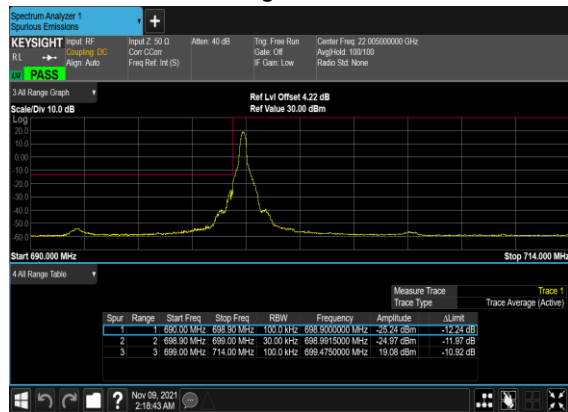 Spectrum Analyzer 1
Spurious Emissions
KEYSIGHT Input: RF Input Z: 50 Ω Atten: 40 dB Trig: Free Run Center Freq: 22.005000000 GHz
RL Coupling: DC Corr CCorr Gate: Off Avg|Hold: 100/100
Align: Auto Freq Ref: Int (S) IF Gain: Low Radio Std: None
LXI PASS
3 All Range Graph
Ref Lvl Offset 4.22 dB
Scale/Div 10.0 dB Ref Value 30.00 dBm
Log
20.0
10.0
0.00
-10.0
-20.0
-30.0
-40.0
-50.0
-60.0
Start 690.000 MHz Stop 714.000 MHz
4 All Range Table
Measure Trace Trace 1
Trace Type Trace Average (Active)
Spur Range Start Freq Stop Freq RBW Frequency Amplitude ΔLimit
1 1 690.00 MHz 698.90 MHz 100.0 kHz 698.9000000 MHz -25.24 dBm -12.24 dB
2 2 698.90 MHz 699.00 MHz 30.00 kHz 698.9915000 MHz -24.97 dBm -11.97 dB
3 3 699.00 MHz 714.00 MHz 100.0 kHz 699.4750000 MHz 19.08 dBm -10.92 dB
? Nov 09, 2021
2:18:43 AM